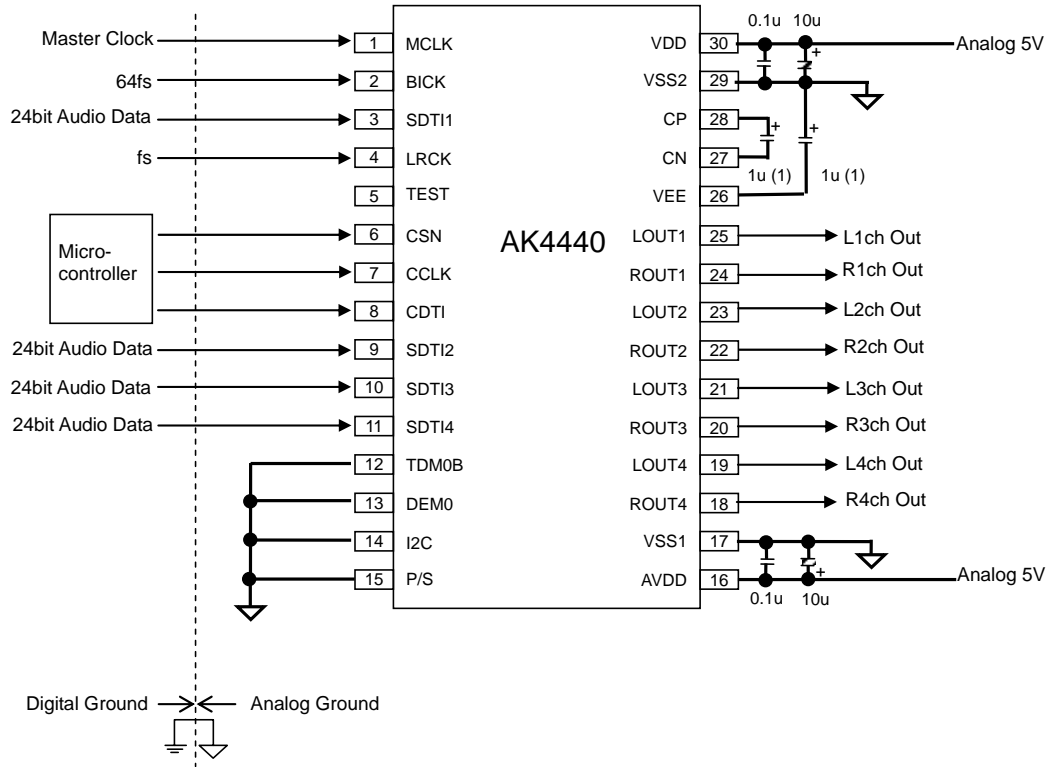 0.1u 10u
Master Clock 1 MCLK VDD 30 + Analog 5V
64fs 2 BICK VSS2 29
24bit Audio Data 3 SDTI1 CP 28 + +
fs 4 LRCK CN 27
1u (1) 1u (1)
5 TEST VEE 26
Micro-
controller
6 CSN AK4440 LOUT1 25 L1ch Out
7 CCLK ROUT1 24 R1ch Out
8 CDTI LOUT2 23 L2ch Out
24bit Audio Data 9 SDTI2 ROUT2 22 R2ch Out
24bit Audio Data 10 SDTI3 LOUT3 21 L3ch Out
24bit Audio Data 11 SDTI4 ROUT3 20 R3ch Out
12 TDM0B LOUT4 19 L4ch Out
13 DEM0 ROUT4 18 R4ch Out
14 I2C VSS1 17
15 P/S AVDD 16 + Analog 5V
0.1u 10u
Digital Ground Analog Ground